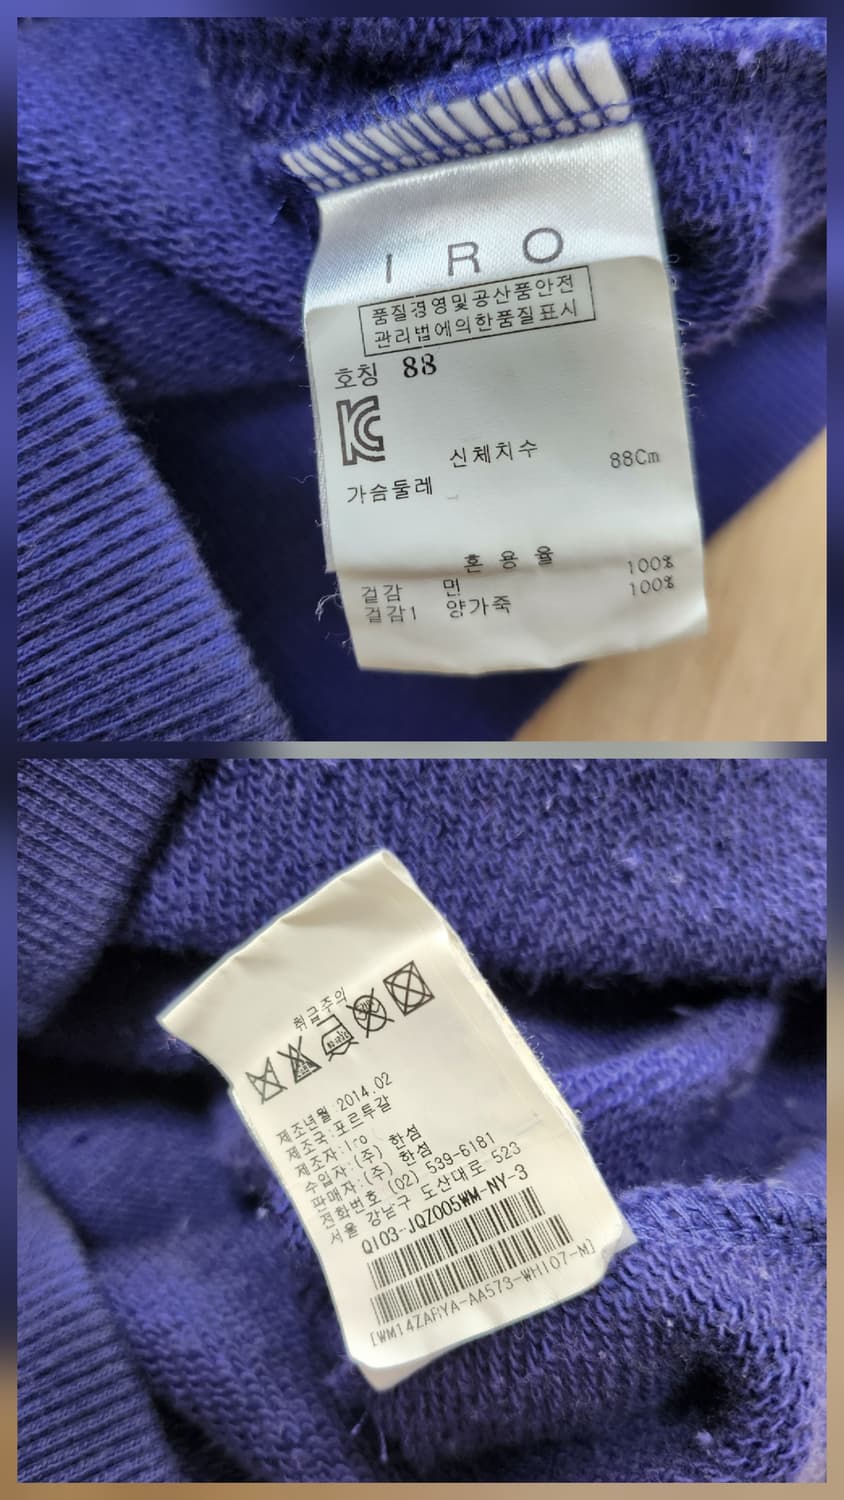 I R O
품질경영및공산품안전
관리법에의한품질표시
호칭 88
신체치수 88Cm
가슴둘레
혼 용 율
겉감 면 100%
겉감1 양가죽 100%
취급주의
제조년월 2014.02
제조국:포르투갈
제조자:Iro
수입자:(주) 한섬
판매자:(주) 한섬
전화번호 (02) 539-6181
서울 강남구 도산대로 523
QI03-JQZ005WM-NY-3
[WM14ZARYA-AA573-WHI07-M]